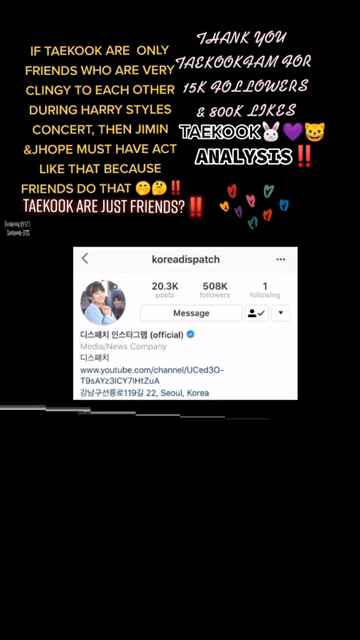 IF TAEKOOK ARE ONLY
FRIENDS WHO ARE VERY
CLINGY TO EACH OTHER
DURING HARRY STYLES
CONCERT, THEN JIMIN
&JHOPE MUST HAVE ACT
LIKE THAT BECAUSE
FRIENDS DO THAT 🤭🤔‼️
TAEKOOK ARE JUST FRIENDS?‼️
THANK YOU
TAEKOOKFAM FOR
15K FOLLOWERS
& 800K LIKES
TAEKOOK🐰💜😺
ANALYSIS‼️
koreadispatch
20.3K 508K 1
posts followers following
Message
디스패치 인스타그램 (official)
Media/News Company
디스패치
www.youtube.com/channel/UCed3O-
T9sAYz3ICY7lHtZuA
강남구선릉로119길 22, Seoul, Korea